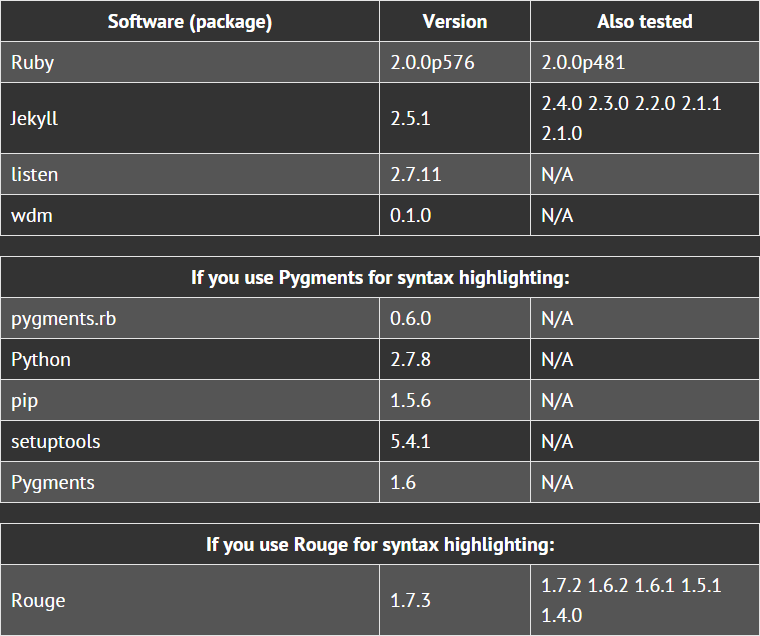 Software (package) Version Also tested
Ruby 2.0.0p576 2.0.0p481
Jekyll 2.5.1 2.4.0 2.3.0 2.2.0 2.1.1
2.1.0
listen 2.7.11 N/A
wdm 0.1.0 N/A
If you use Pygments for syntax highlighting:
pygments.rb 0.6.0 N/A
Python 2.7.8 N/A
pip 1.5.6 N/A
setuptools 5.4.1 N/A
Pygments 1.6 N/A
If you use Rouge for syntax highlighting:
Rouge 1.7.3 1.7.2 1.6.2 1.6.1 1.5.1
1.4.0